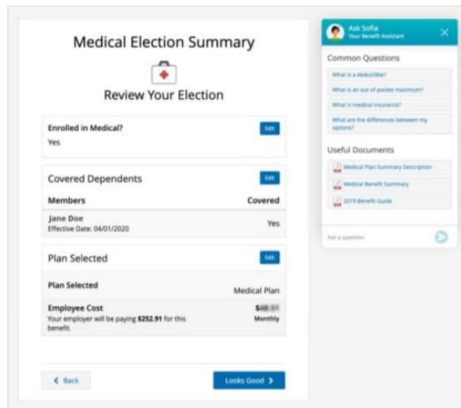 Medical Election Summary
Review Your Election
Enrolled in Medical?
Edit
Yes
Covered Dependents
Edit
Members
Covered
Jane Doe
Effective Date: 04/01/2020
Yes
Plan Selected
Edit
Plan Selected
Medical Plan
Employee Cost
Your employer will be paying $252.91 for this
benefit.
Monthly
Back
Looks Good
Ask Sofia
Your Benefit Assistant
Common Questions
What is a deductible?
What is an out of pocket maximum?
What is medical insurance?
What are the differences between my
options?
Useful Documents
Medical Plan Summary Description
Medical Benefit Summary
2019 Benefit Guide
Ask a question